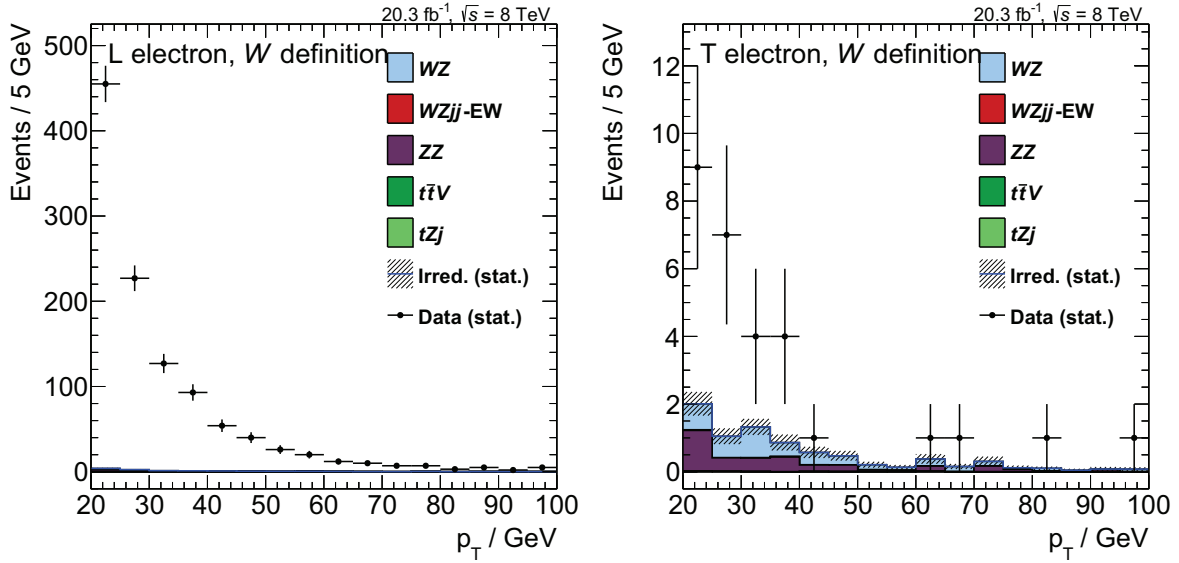 20.3 fb⁻¹, √s = 8 TeV
L electron, W definition
Events / 5 GeV
500
400
300
200
100
0
WZ
WZjj-EW
ZZ
tt̄V
tZj
Irred. (stat.)
Data (stat.)
20 30 40 50 60 70 80 90 100
p_T / GeV
20.3 fb⁻¹, √s = 8 TeV
T electron, W definition
Events / 5 GeV
12
10
8
6
4
2
0
WZ
WZjj-EW
ZZ
tt̄V
tZj
Irred. (stat.)
Data (stat.)
20 30 40 50 60 70 80 90 100
p_T / GeV